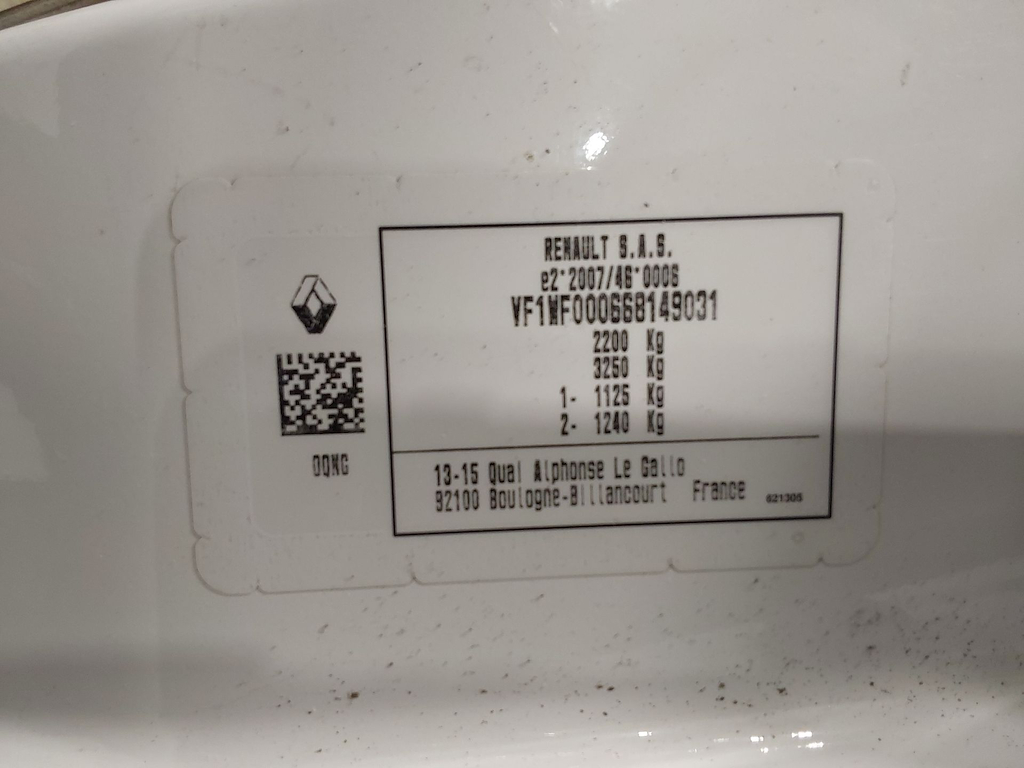 RENAULT S.A.S.
e2*2007/46*0006
VF1WF000668149031
2200 Kg
3250 Kg
1- 1125 Kg
2- 1240 Kg
0QNG
13-15 Quai Alphonse Le Gallo
92100 Boulogne-Billancourt France
621305